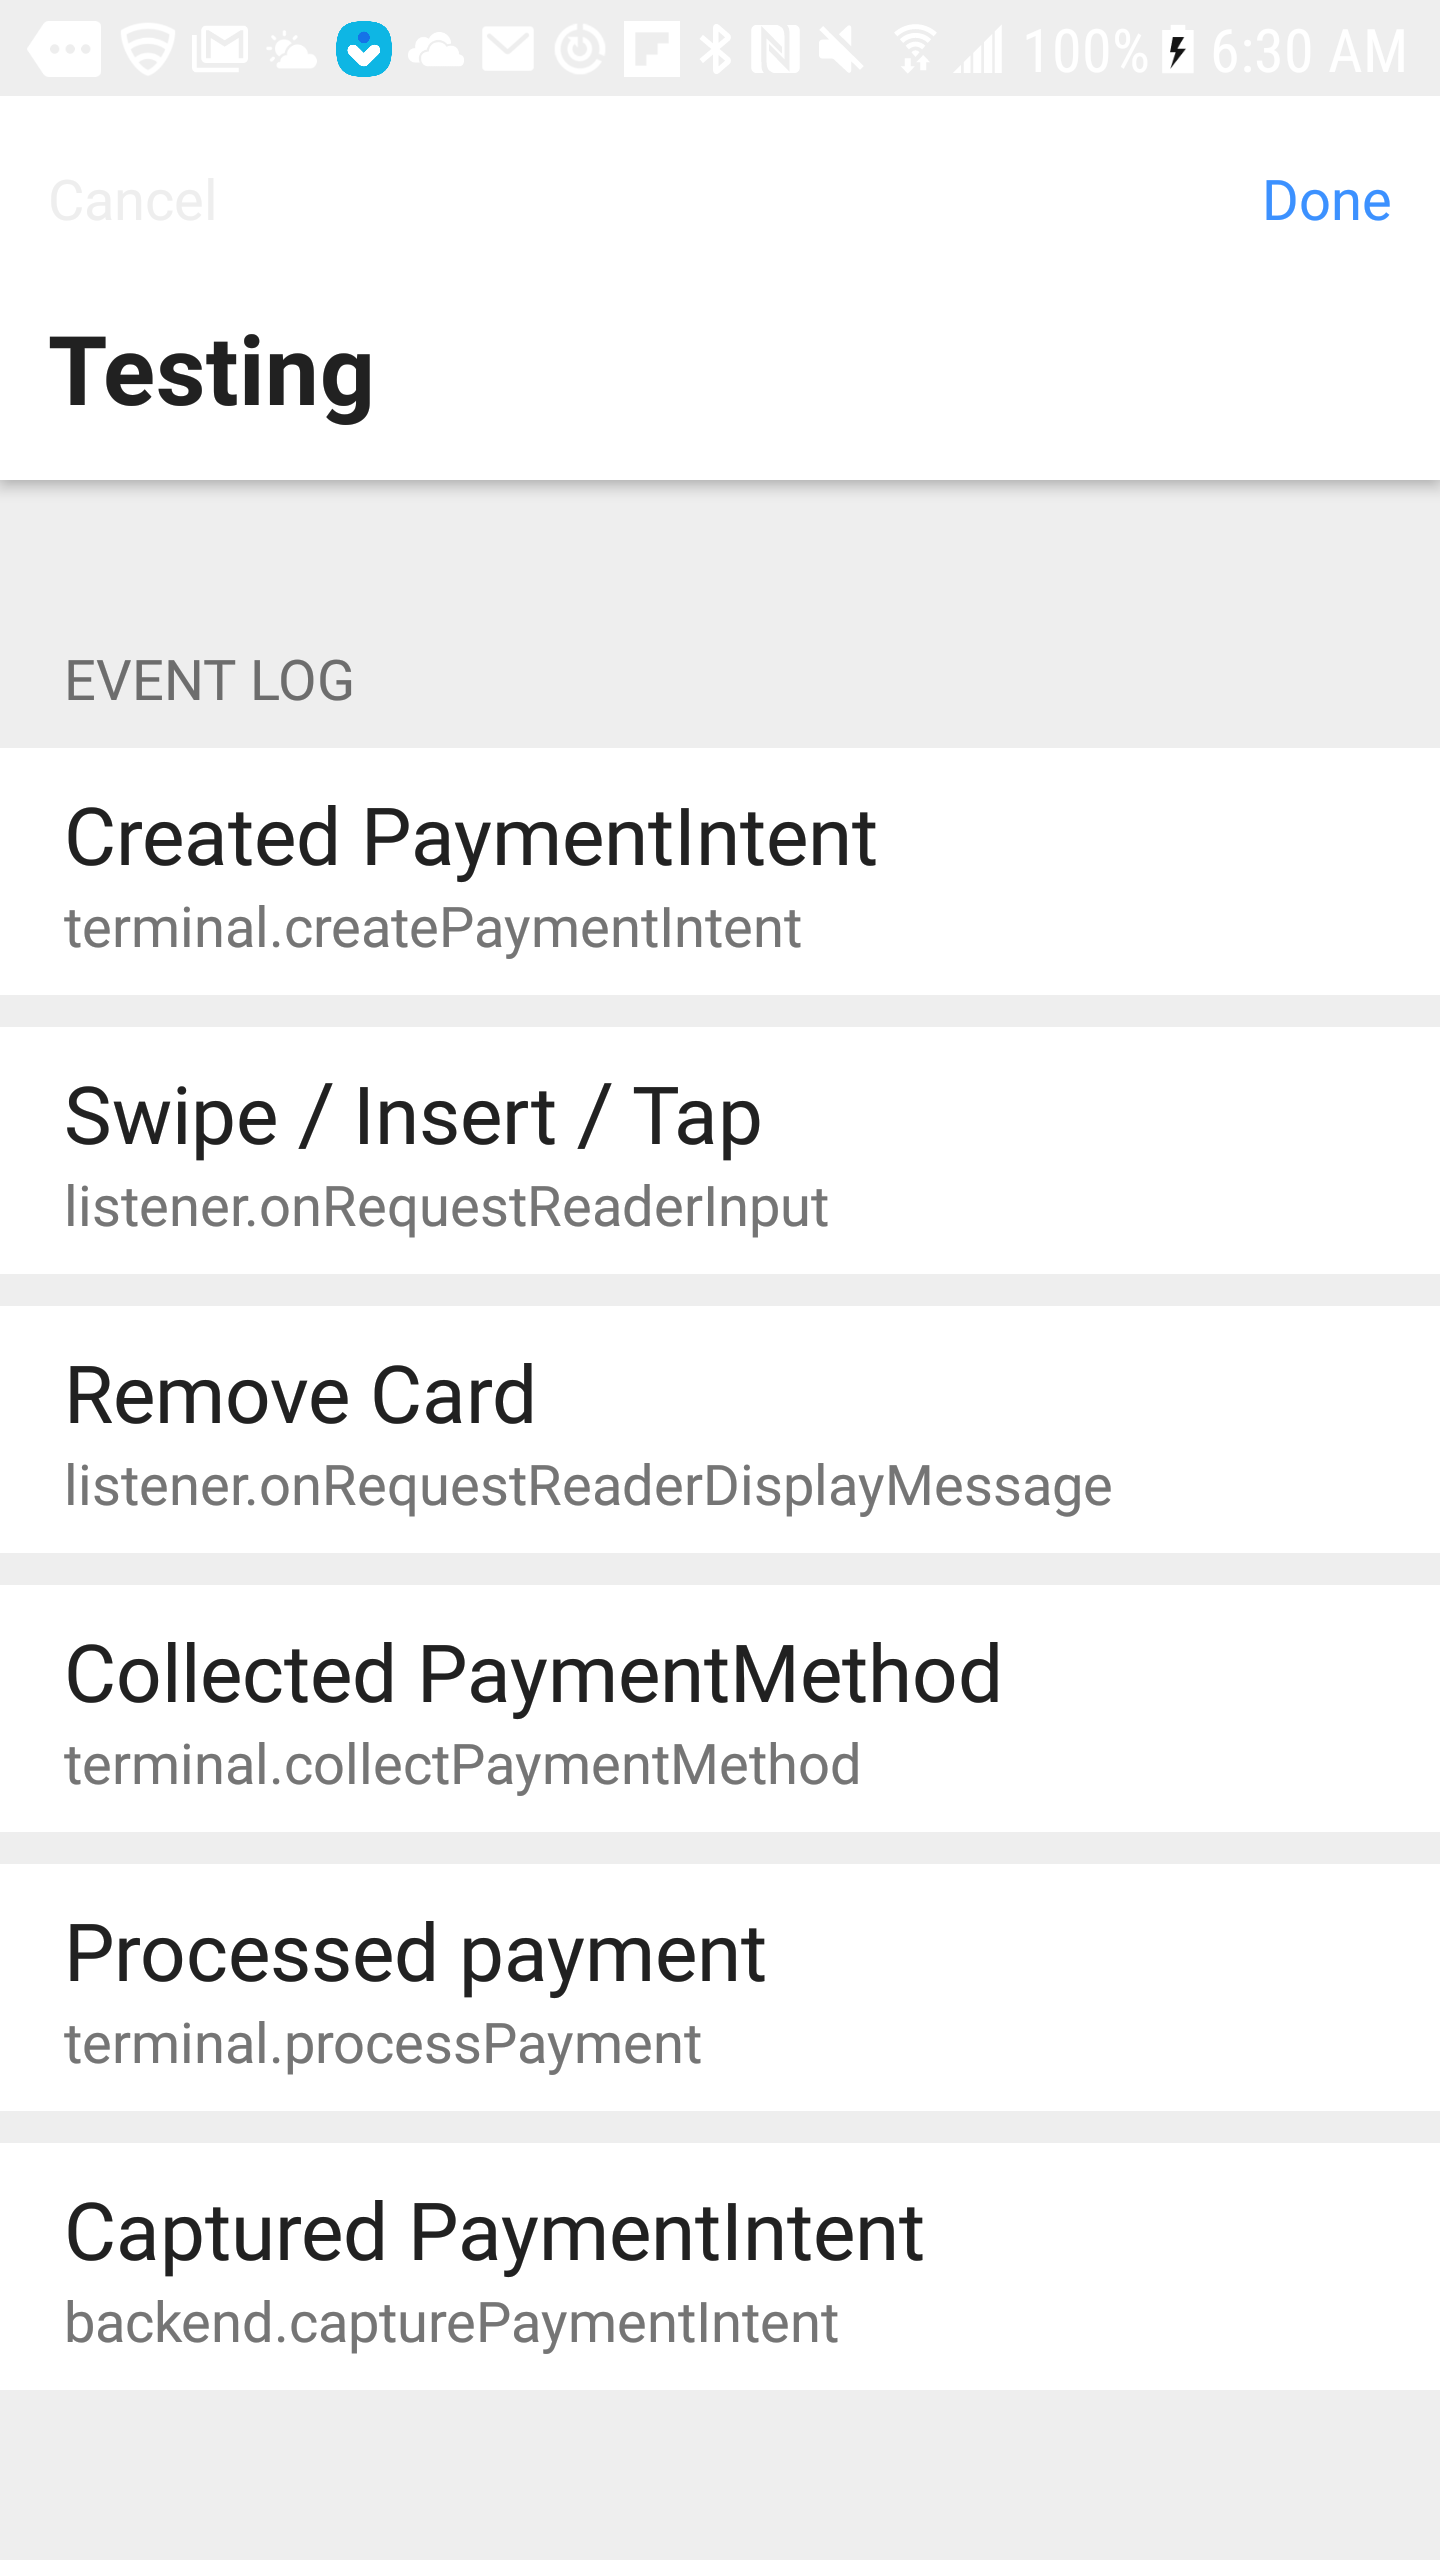 100% 6:30 AM
Cancel Done
Testing
EVENT LOG
Created PaymentIntent
terminal.createPaymentIntent
Swipe / Insert / Tap
listener.onRequestReaderInput
Remove Card
listener.onRequestReaderDisplayMessage
Collected PaymentMethod
terminal.collectPaymentMethod
Processed payment
terminal.processPayment
Captured PaymentIntent
backend.capturePaymentIntent